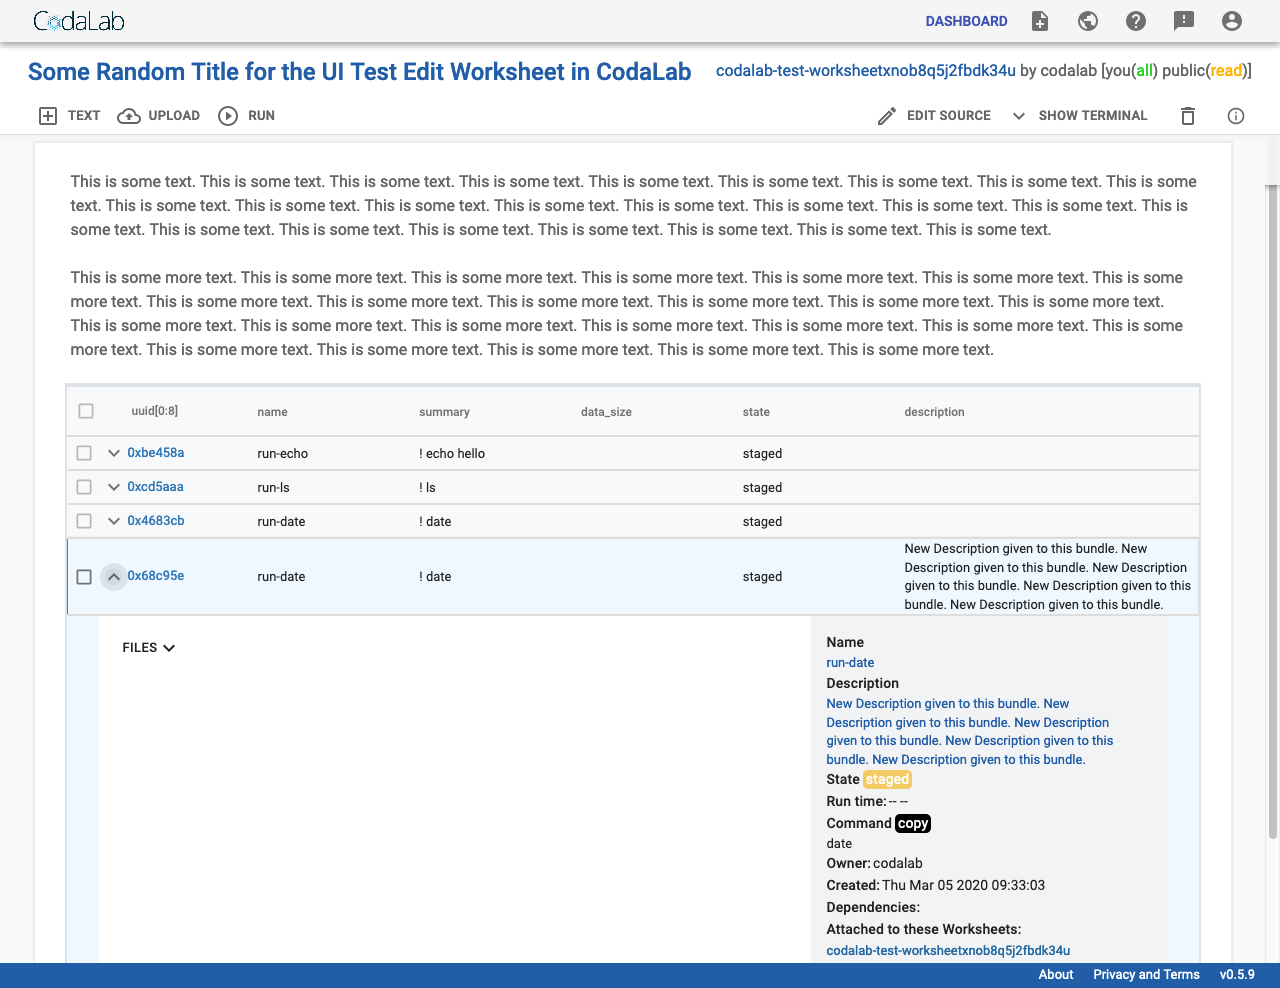 CodaLab
DASHBOARD
Some Random Title for the UI Test Edit Worksheet in CodaLab
codalab-test-worksheetxnob8q5j2fbdk34u by codalab [you(all) public(read)]
TEXT UPLOAD RUN
EDIT SOURCE SHOW TERMINAL
This is some text. This is some text. This is some text. This is some text. This is some text. This is some text. This is some text. This is some text. This is some
text. This is some text. This is some text. This is some text. This is some text. This is some text. This is some text. This is some text. This is some text. This is
some text. This is some text. This is some text. This is some text. This is some text. This is some text. This is some text. This is some text.
This is some more text. This is some more text. This is some more text. This is some more text. This is some more text. This is some more text. This is some
more text. This is some more text. This is some more text. This is some more text. This is some more text. This is some more text. This is some more text.
This is some more text. This is some more text. This is some more text. This is some more text. This is some more text. This is some more text. This is some
more text. This is some more text. This is some more text. This is some more text. This is some more text. This is some more text.
uuid[0:8] name summary data_size state description
0xbe458a run-echo ! echo hello staged
0xcd5aaa run-ls ! ls staged
0x4683cb run-date ! date staged
0x68c95e run-date ! date staged
New Description given to this bundle. New
Description given to this bundle. New Description
given to this bundle. New Description given to this
bundle. New Description given to this bundle.
FILES
Name
run-date
Description
New Description given to this bundle. New
Description given to this bundle. New Description
given to this bundle. New Description given to this
bundle. New Description given to this bundle.
State staged
Run time: -- --
Command copy
date
Owner: codalab
Created: Thu Mar 05 2020 09:33:03
Dependencies:
Attached to these Worksheets:
codalab-test-worksheetxnob8q5j2fbdk34u
About Privacy and Terms v0.5.9